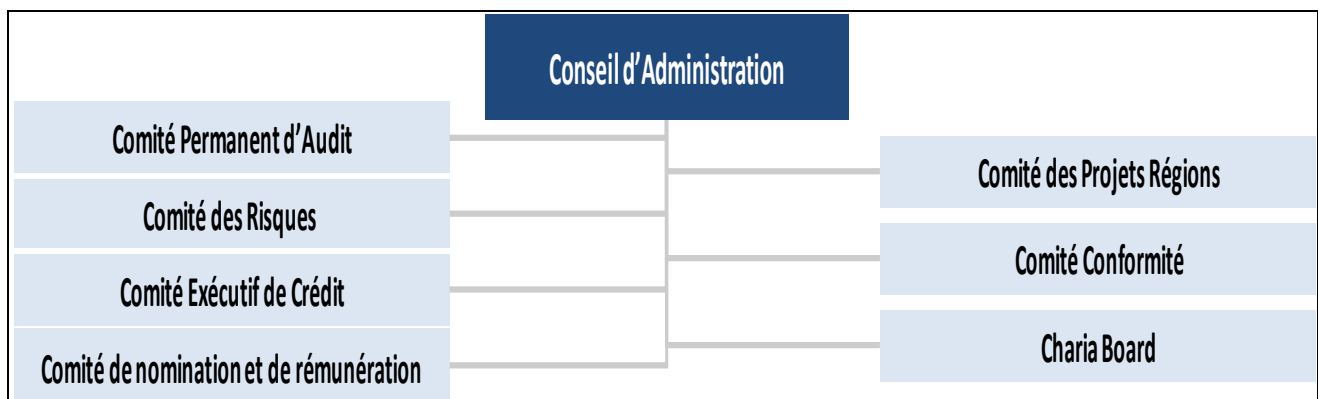 Conseil d’Administration
Comité Permanent d’Audit
Comité des Risques
Comité Exécutif de Crédit
Comité de nomination et de rémunération
Comité des Projets Régions
Comité Conformité
Charia Board